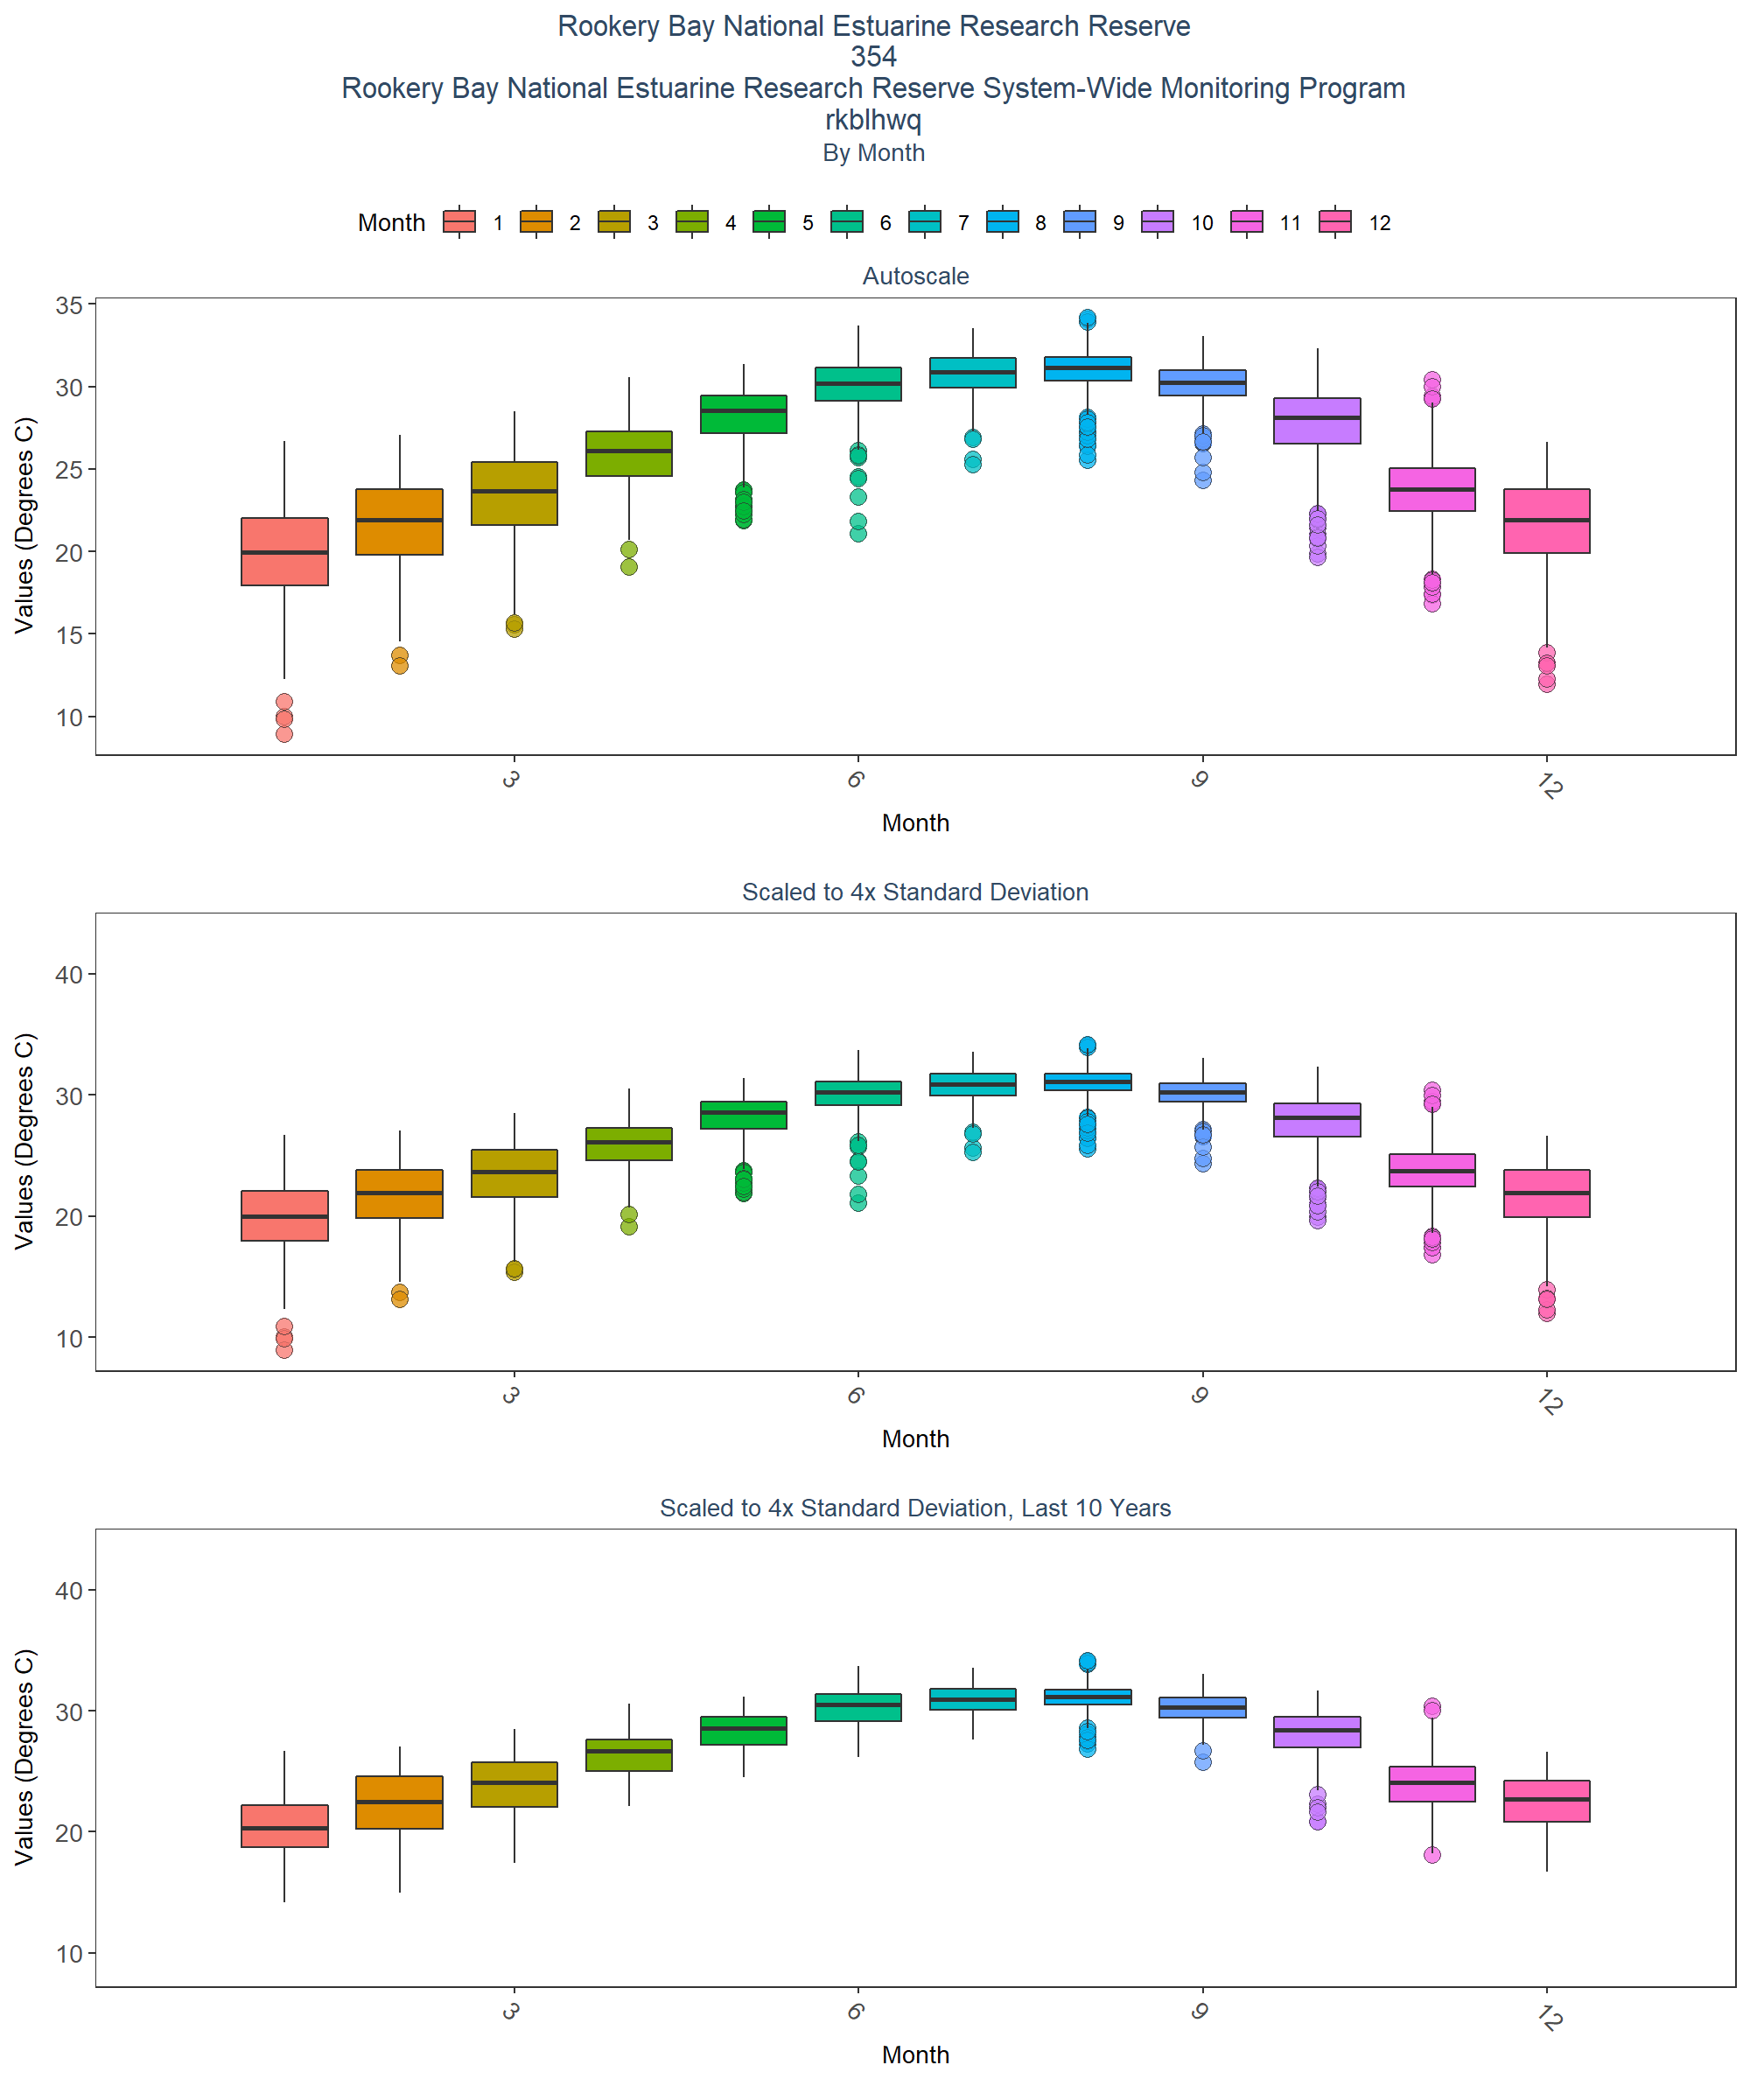 Rookery Bay National Estuarine Research Reserve
354
Rookery Bay National Estuarine Research Reserve System-Wide Monitoring Program
rkblhwq
By Month
Month 1 2 3 4 5 6 7 8 9 10 11 12
Autoscale
Values (Degrees C)
35
30
25
20
15
10
3 6 9 12
Month
Scaled to 4x Standard Deviation
Values (Degrees C)
40
30
20
10
3 6 9 12
Month
Scaled to 4x Standard Deviation, Last 10 Years
Values (Degrees C)
40
30
20
10
3 6 9 12
Month